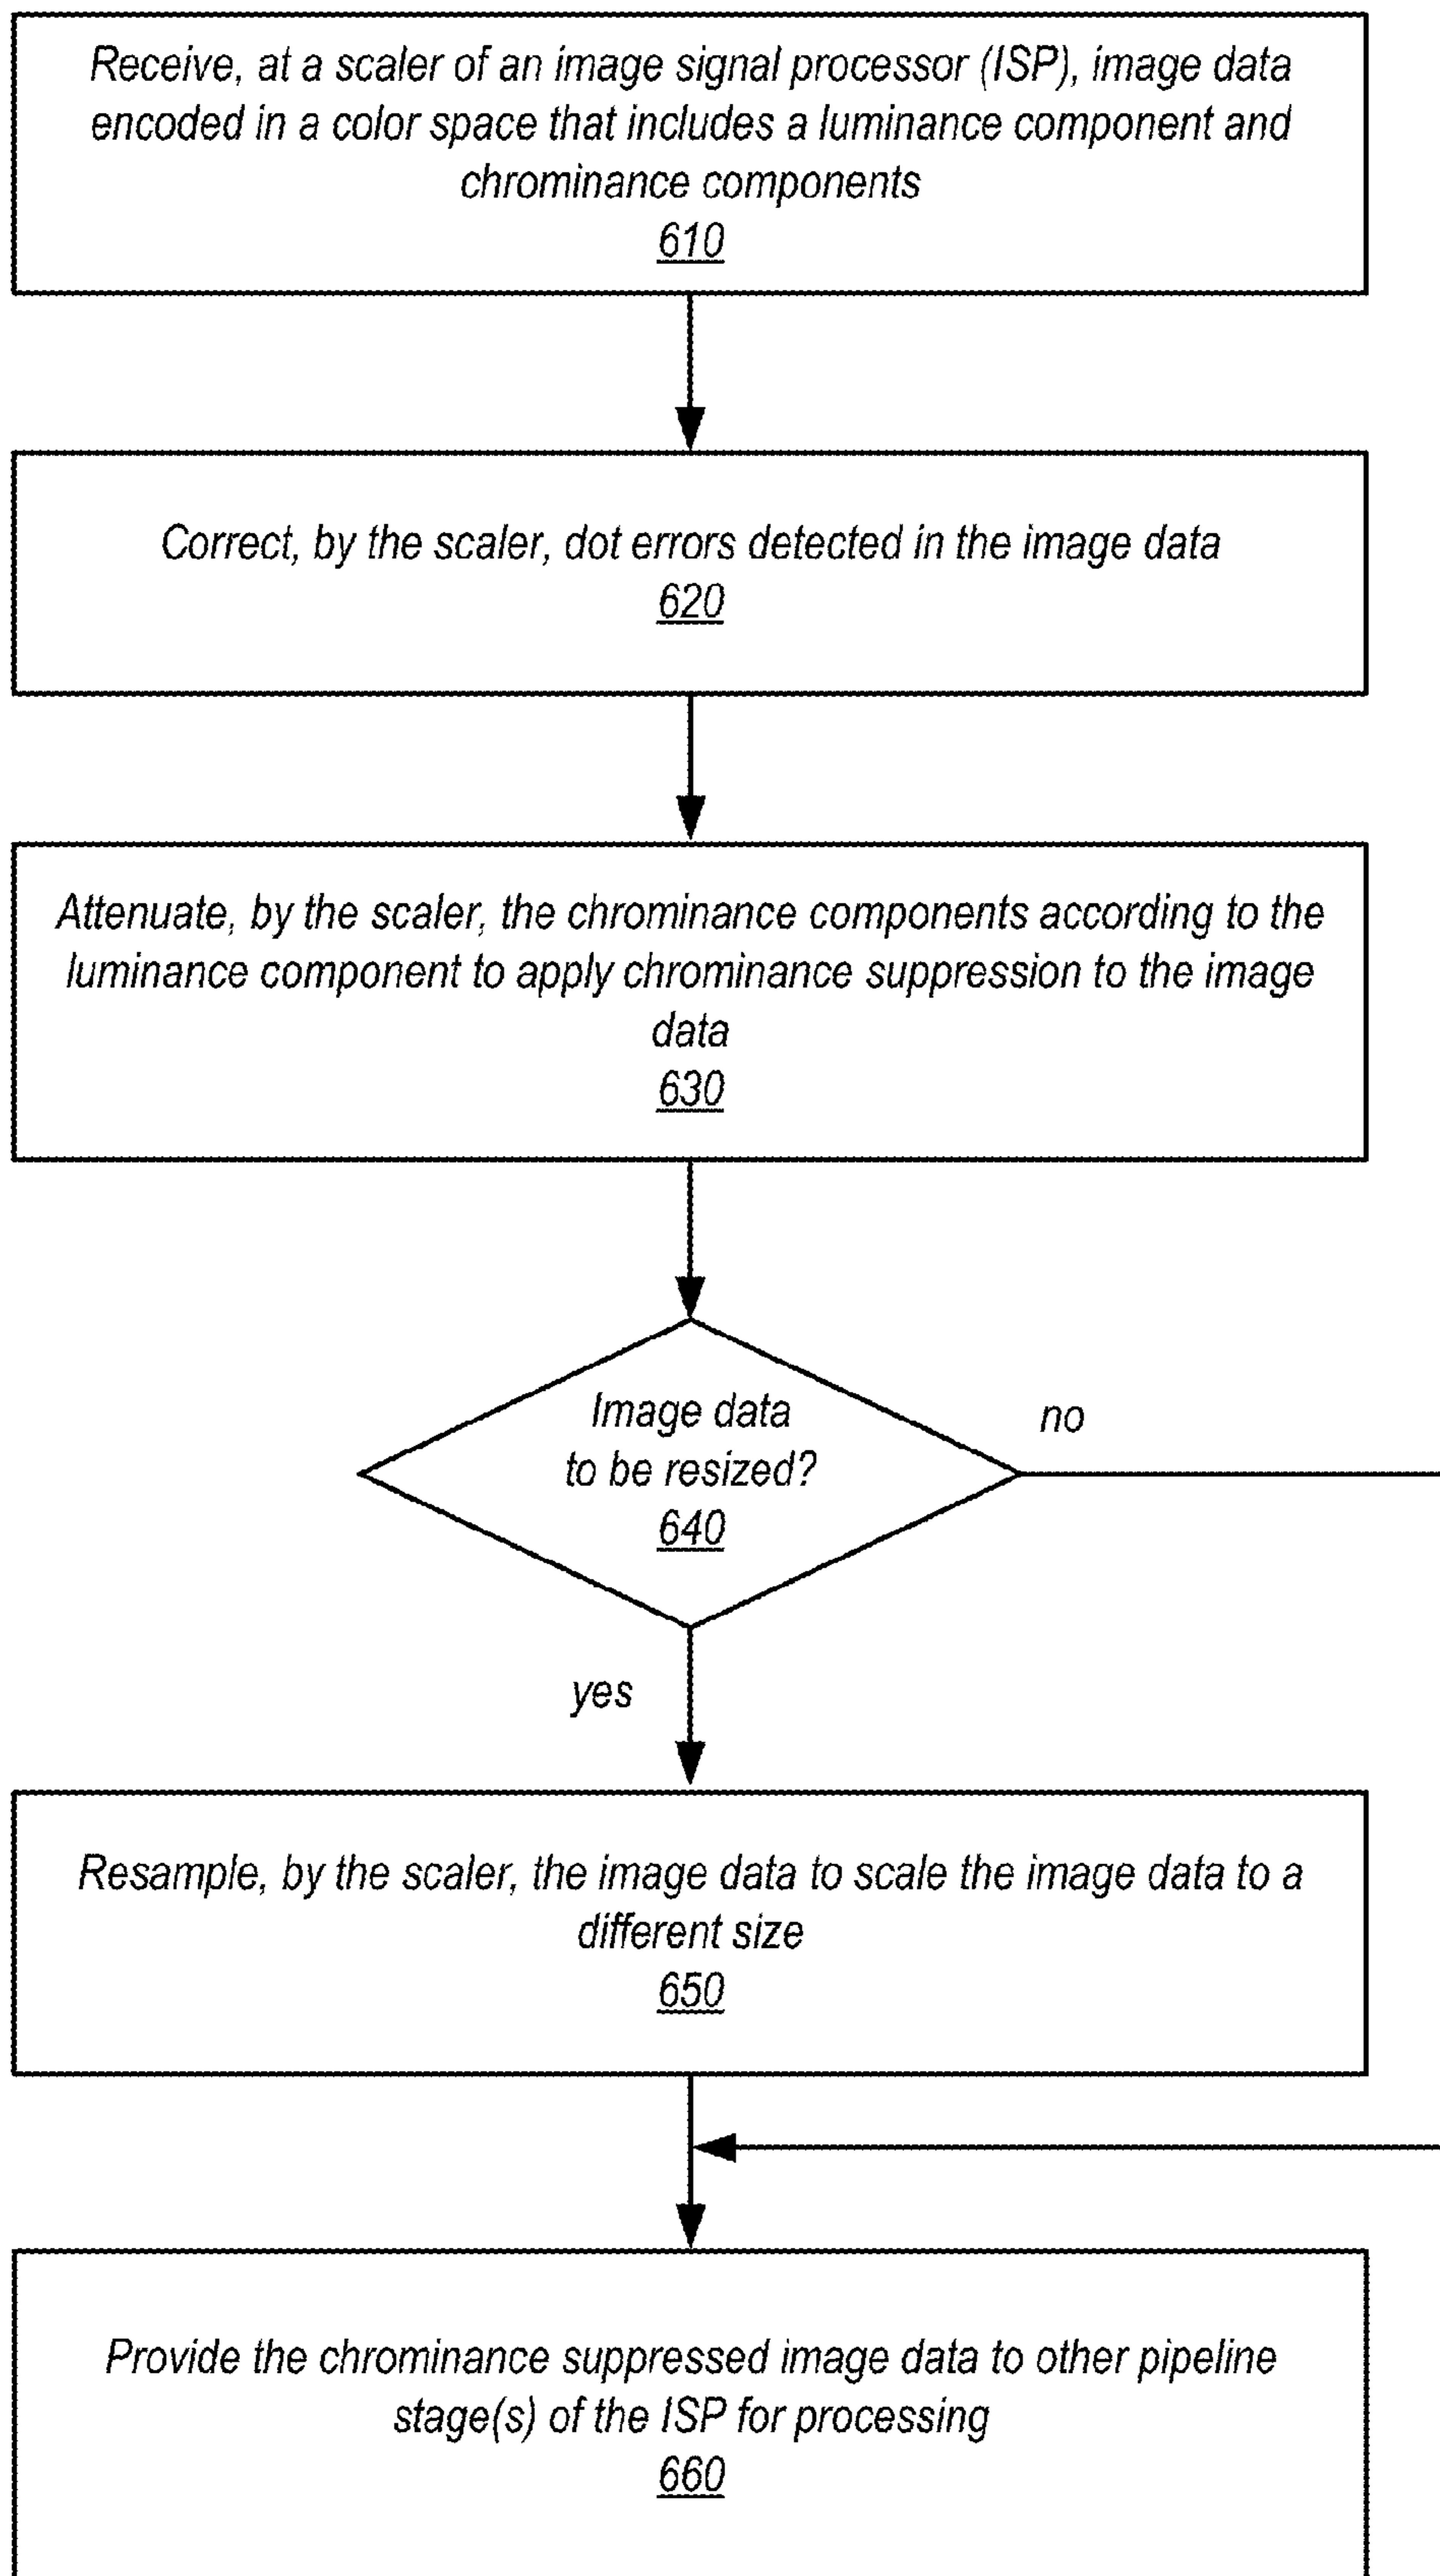 Receive, at a scaler of an image signal processor (ISP), image data
encoded in a color space that includes a luminance component and
chrominance components
610
Correct, by the scaler, dot errors detected in the image data
620
Attenuate, by the scaler, the chrominance components according to the
luminance component to apply chrominance suppression to the image
data
630
Image data
to be resized?
640
no
yes
Resample, by the scaler, the image data to scale the image data to a
different size
650
Provide the chrominance suppressed image data to other pipeline
stage(s) of the ISP for processing
660